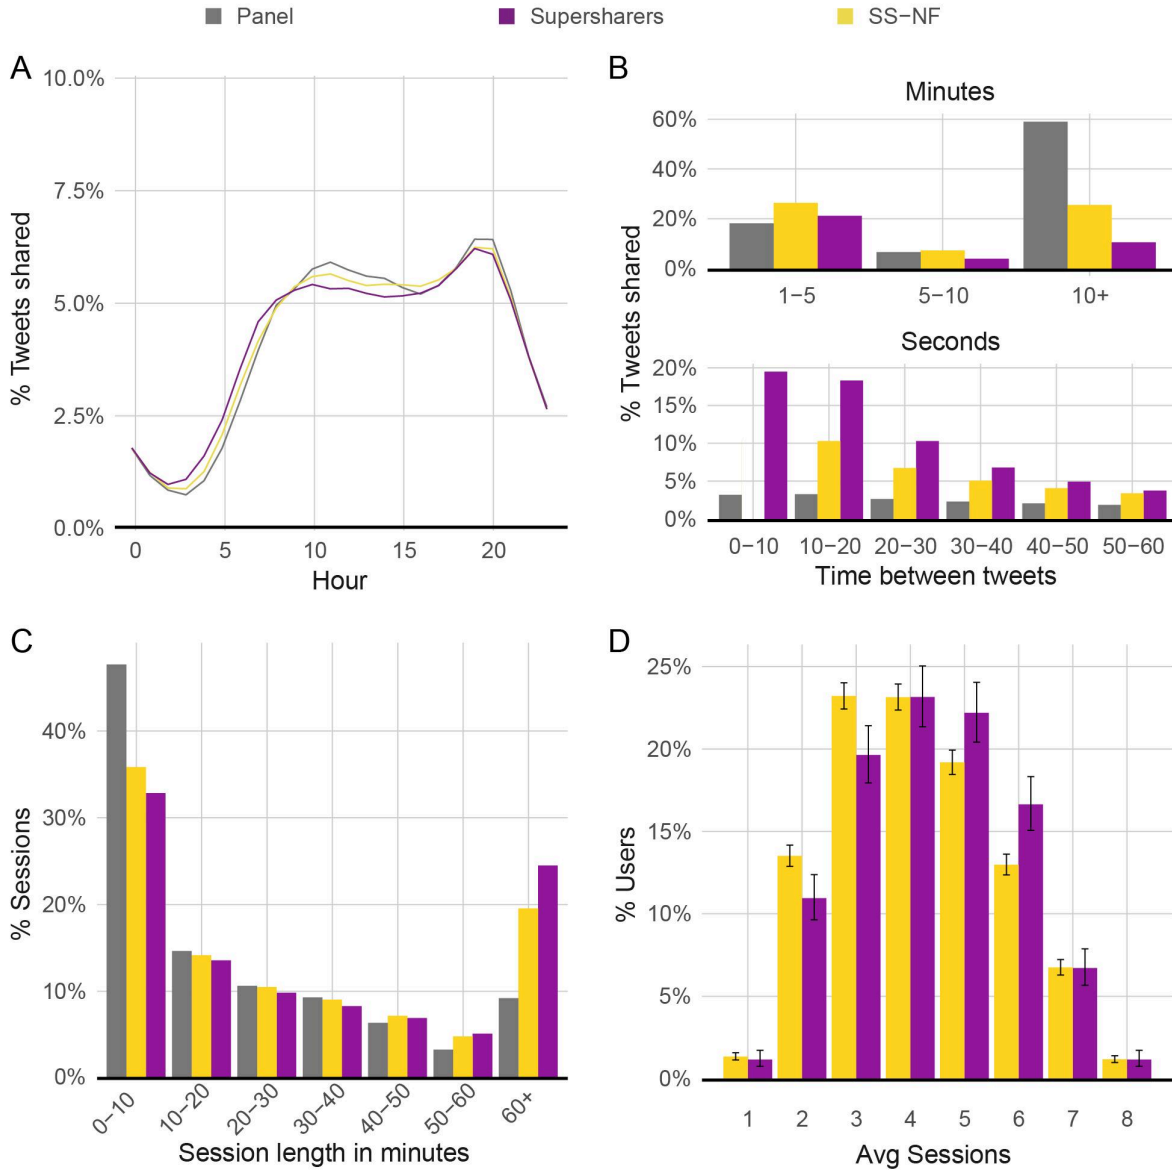 Panel Supersharers SS−NF
A
10.0%
7.5%
5.0%
2.5%
0.0%
% Tweets shared
0 5 10 15 20
Hour
B
Minutes
60%
40%
20%
0%
1−5 5−10 10+
% Tweets shared
Seconds
20%
15%
10%
5%
0%
0−10 10−20 20−30 30−40 40−50 50−60
Time between tweets
C
40%
30%
20%
10%
0%
% Sessions
0−10 10−20 20−30 30−40 40−50 50−60 60+
Session length in minutes
D
25%
20%
15%
10%
5%
0%
% Users
1 2 3 4 5 6 7 8
Avg Sessions